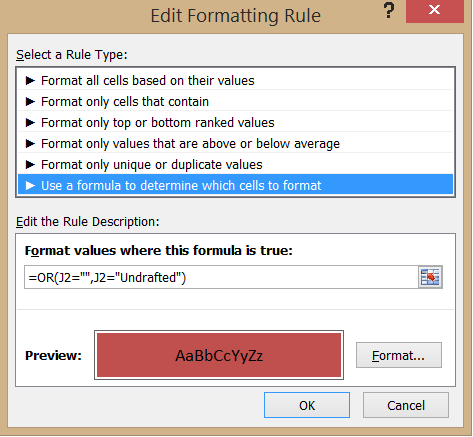 Edit Formatting Rule
?
x
Select a Rule Type:
► Format all cells based on their values
► Format only cells that contain
► Format only top or bottom ranked values
► Format only values that are above or below average
► Format only unique or duplicate values
► Use a formula to determine which cells to format
Edit the Rule Description:
Format values where this formula is true:
=OR(J2="",J2="Undrafted")
Preview:
AaBbCcYyZz
Format...
OK
Cancel